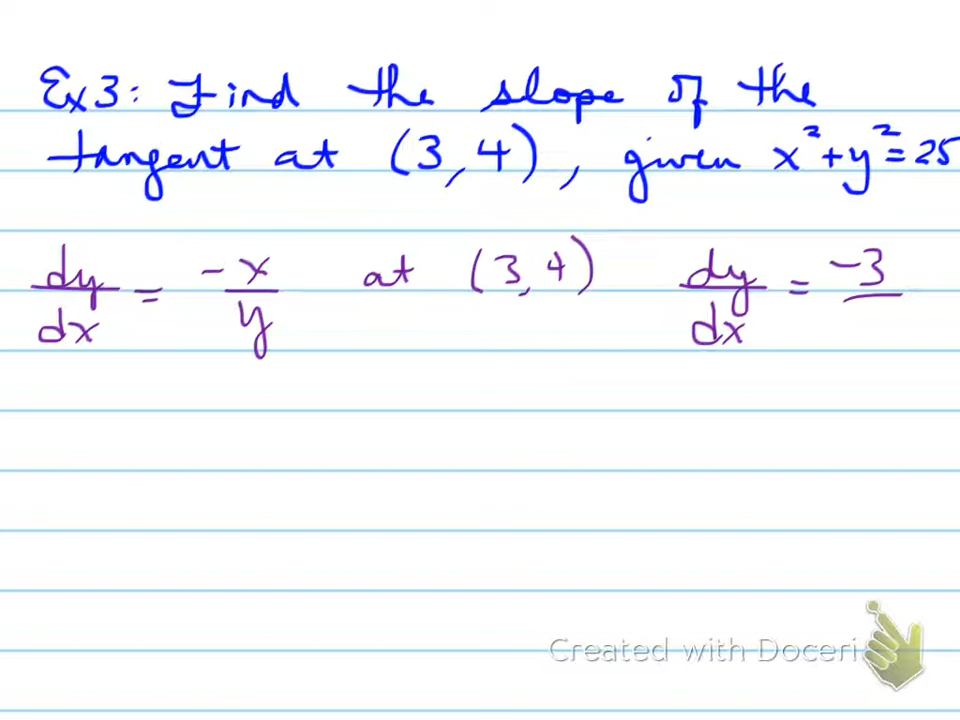 Ex3: Find the slope of the
tangent at (3, 4), given x² + y² = 25
dy/dx = -x/y at (3, 4) dy/dx = -3/
Created with Doceri